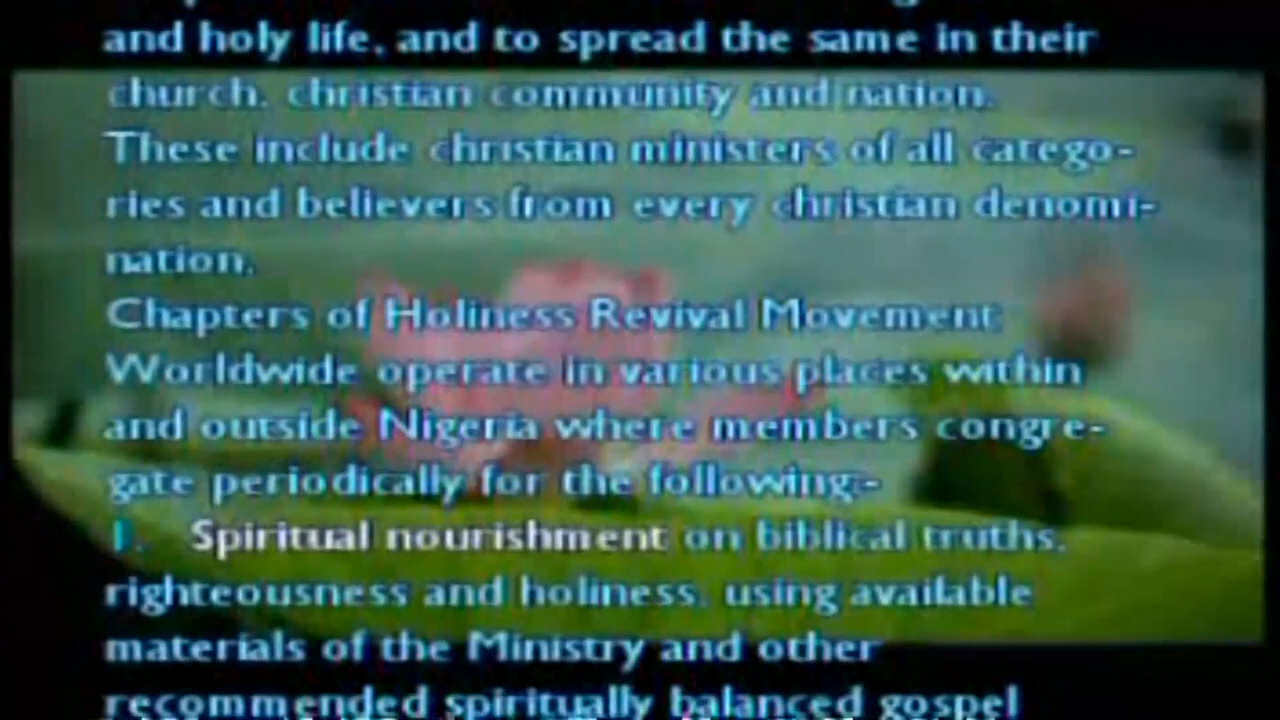 and holy life, and to spread the same in their
church, christian community and nation.
These include christian ministers of all catego-
ries and believers from every christian denomi-
nation.
Chapters of Holiness Revival Movement
Worldwide operate in various places within
and outside Nigeria where members congre-
gate periodically for the following:-
1. Spiritual nourishment on biblical truths,
righteousness and holiness, using available
materials of the Ministry and other
recommended spiritually balanced gospel